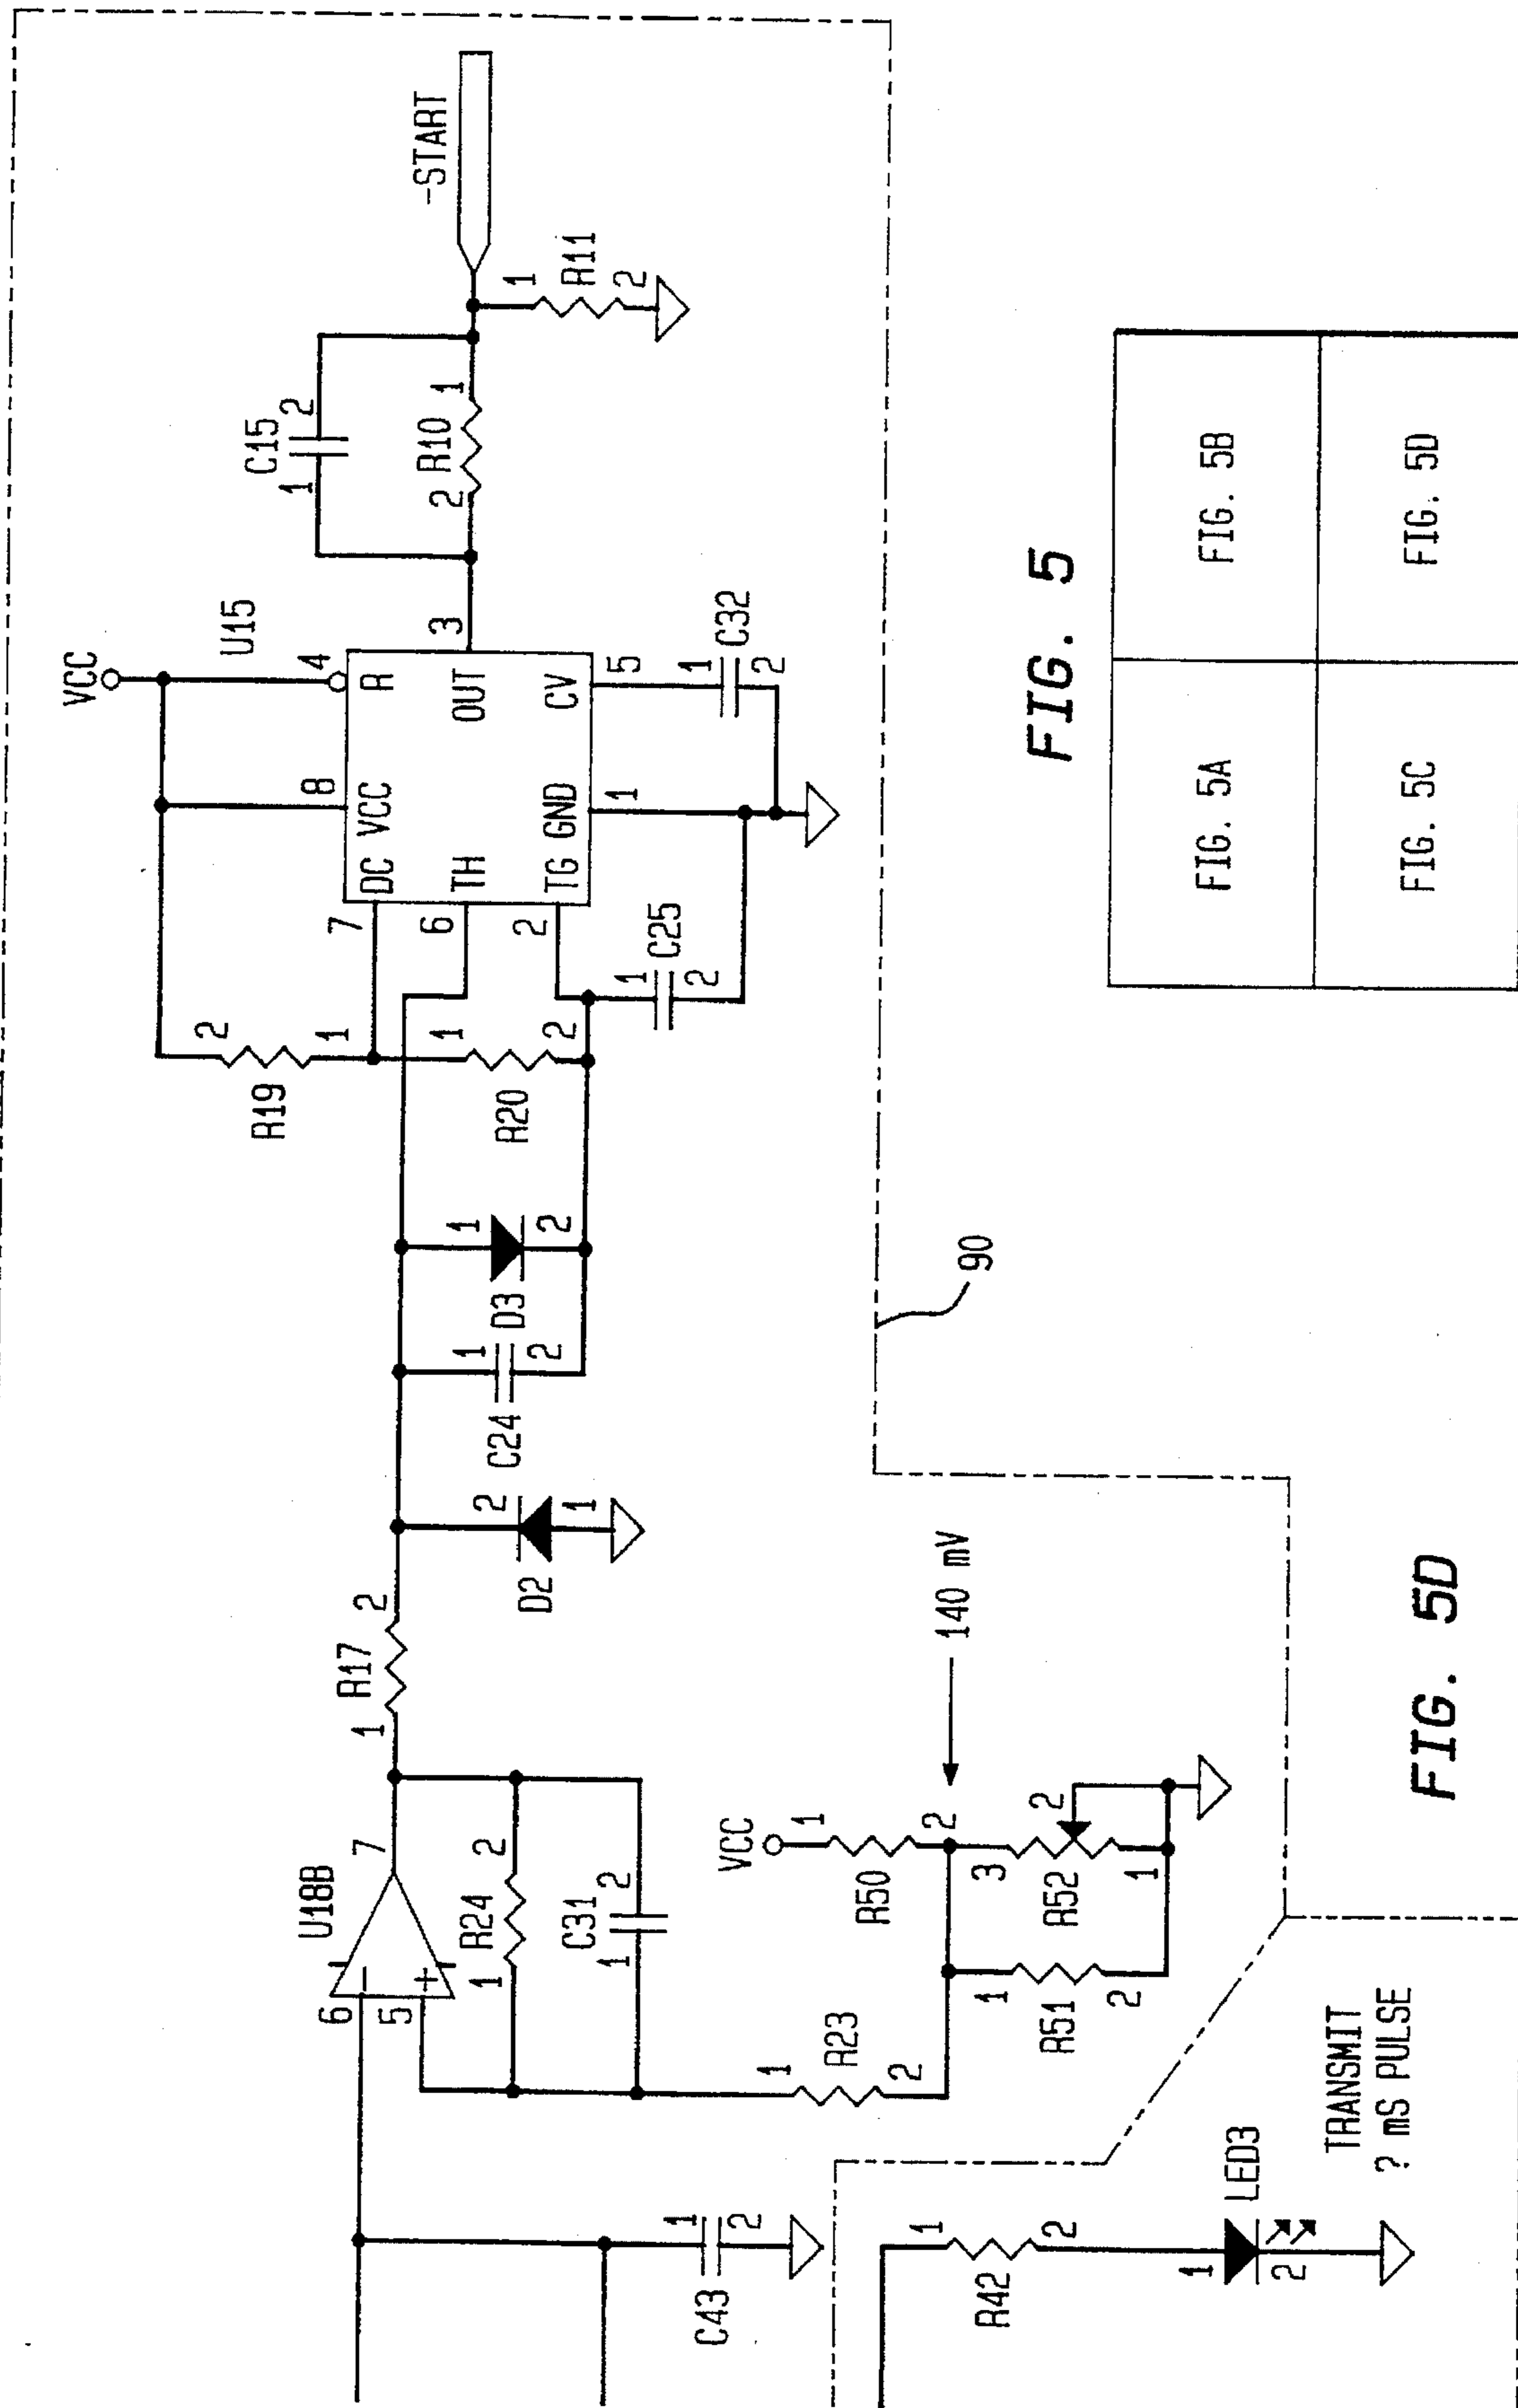 VCC
R19
2
1
8
4
U15
7
DC VCC
R
C15
1
2
-START
6
TH
OUT
3
2
R10
1
2
TG GND
CV
1
R11
2
1
5
R20
1
2
1
C25
2
1
C32
2
U18B
6
5
7
1
R17
2
1
R24
2
1
C31
2
2
D2
1
C24
1
2
D3
1
2
1
R23
2
VCC
1
R50
2
140 mV
3
R52
2
1
1
R51
2
90
1
C43
2
1
R42
2
1
LED3
2
TRANSMIT
? mS PULSE
FIG. 5D
FIG. 5
FIG. 5A
FIG. 5B
FIG. 5C
FIG. 5D